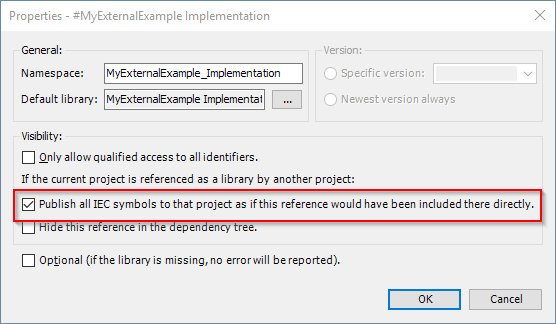 Properties - #MyExternalExample Implementation
General:
Namespace:
MyExternalExample_Implementation
Default library:
MyExternalExample Implementat
...
Version:
Specific version:
Newest version always
Visibility:
Only allow qualified access to all identifiers.
If the current project is referenced as a library by another project:
Publish all IEC symbols to that project as if this reference would have been included there directly.
Hide this reference in the dependency tree.
Optional (if the library is missing, no error will be reported).
OK
Cancel